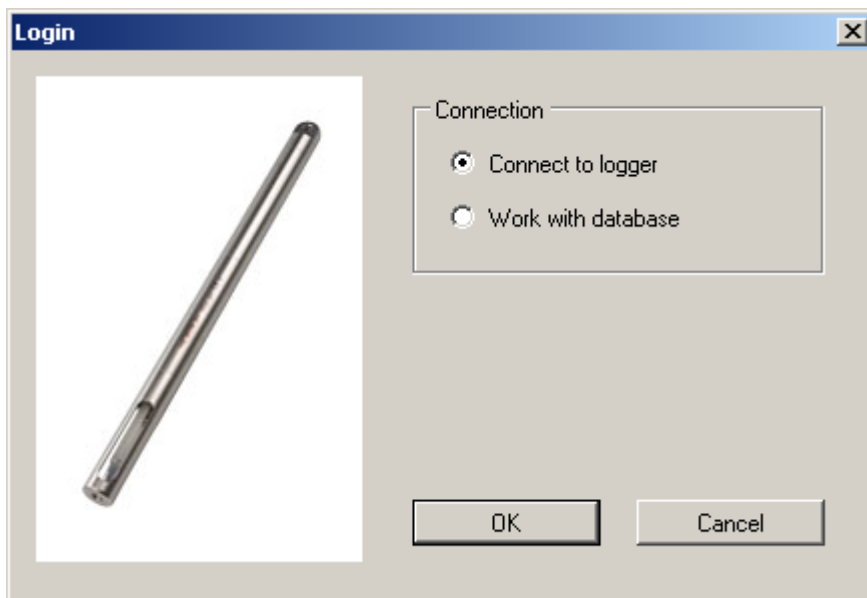 Login
Connection
Connect to logger
Work with database
OK
Cancel